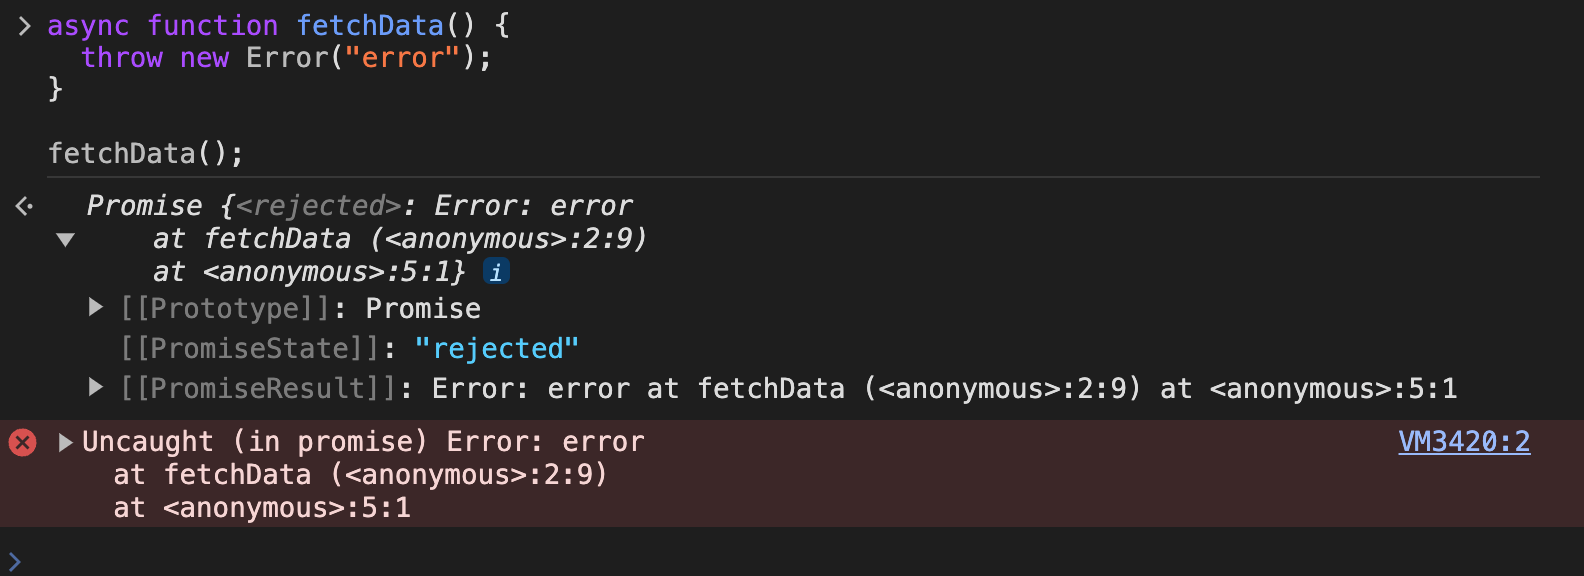 async function fetchData() {
throw new Error("error");
}
fetchData();
Promise {<rejected>: Error: error
at fetchData (<anonymous>:2:9)
at <anonymous>:5:1} i
[[Prototype]]: Promise
[[PromiseState]]: "rejected"
[[PromiseResult]]: Error: error at fetchData (<anonymous>:2:9) at <anonymous>:5:1
Uncaught (in promise) Error: error VM3420:2
at fetchData (<anonymous>:2:9)
at <anonymous>:5:1